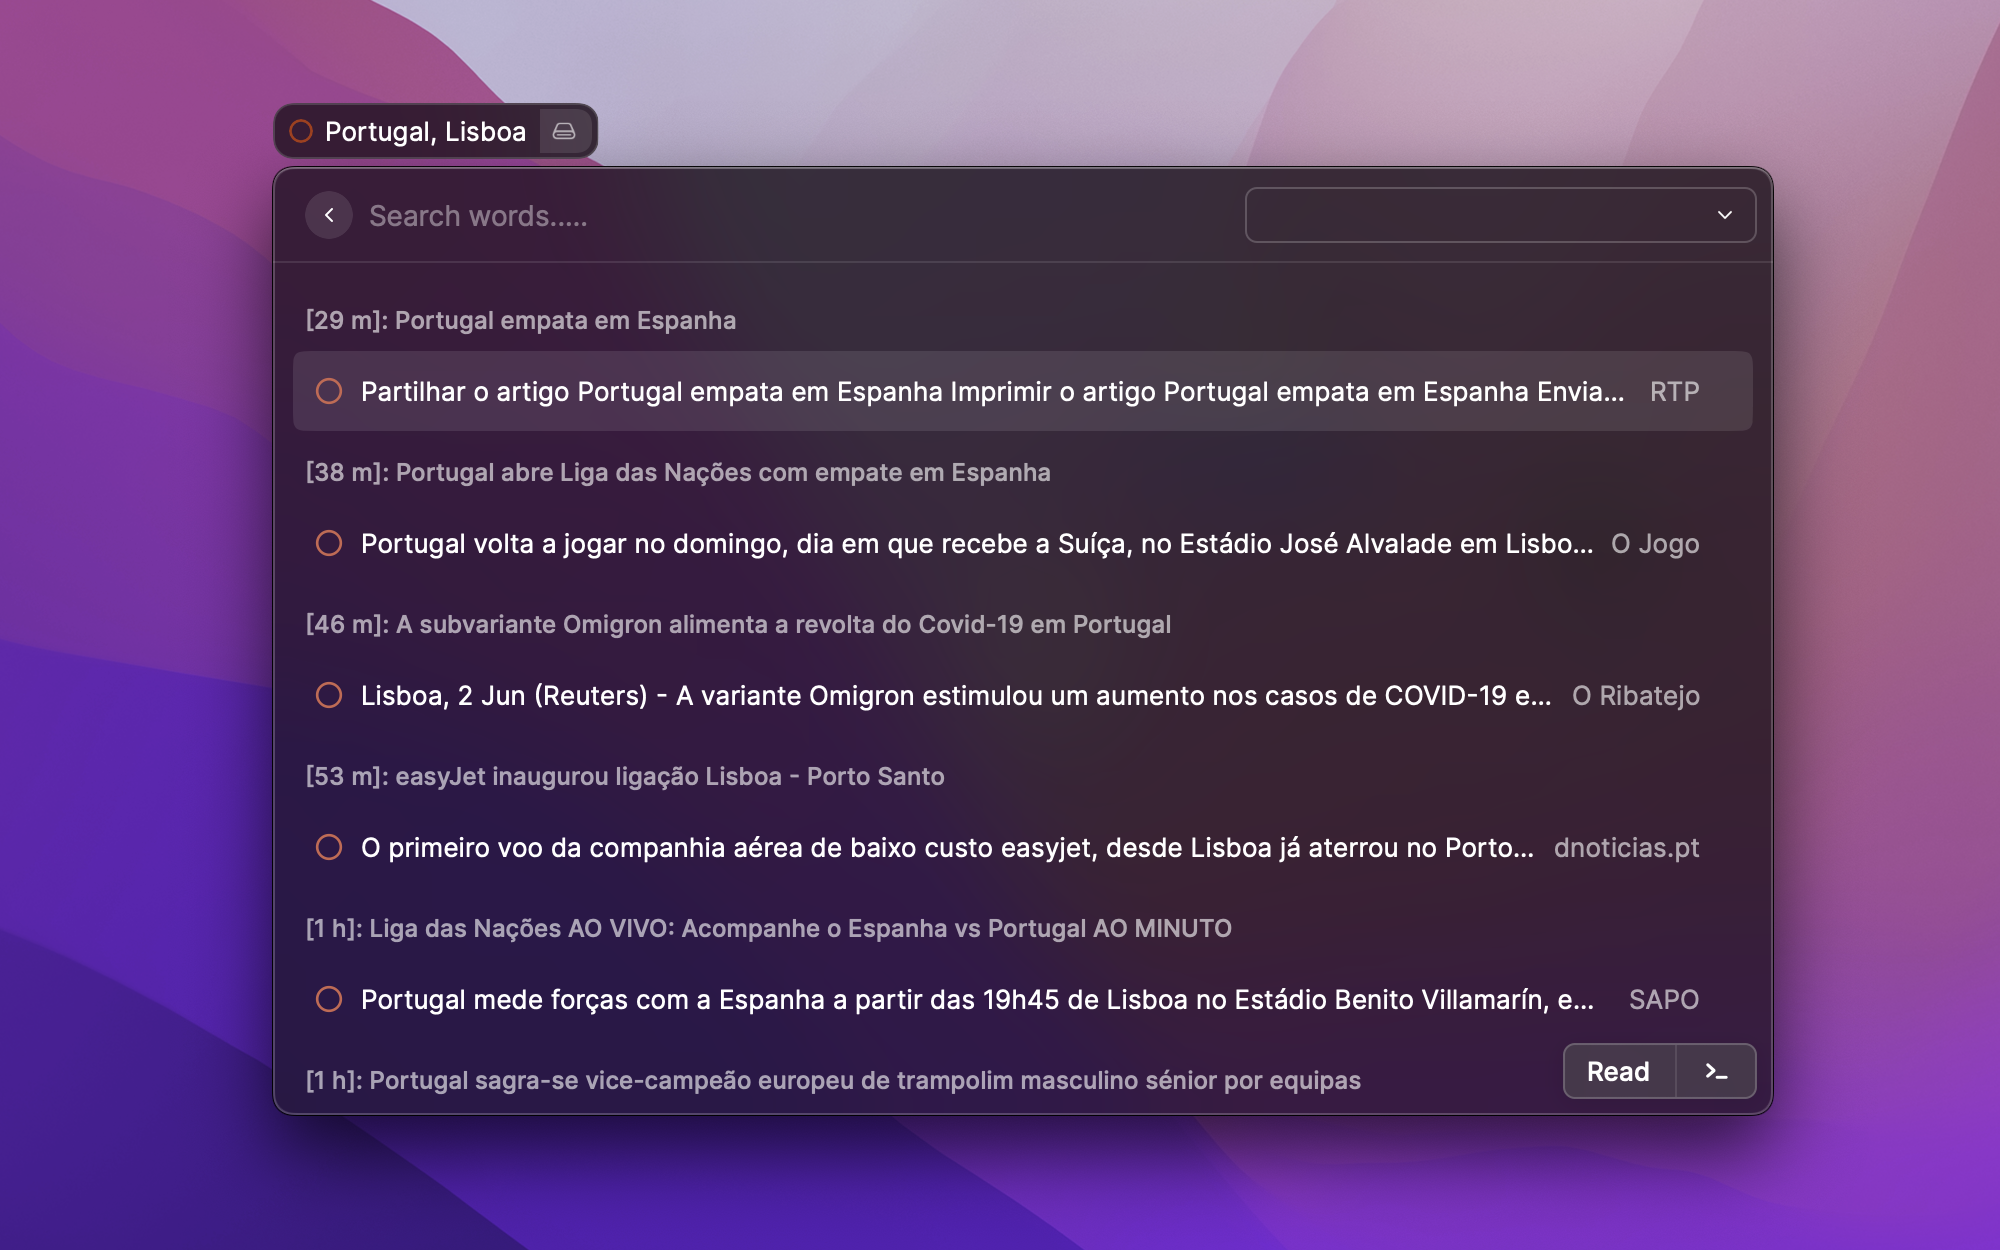 Portugal, Lisboa
Search words.....
[29 m]: Portugal empata em Espanha
Partilhar o artigo Portugal empata em Espanha Imprimir o artigo Portugal empata em Espanha Envia... RTP
[38 m]: Portugal abre Liga das Nações com empate em Espanha
Portugal volta a jogar no domingo, dia em que recebe a Suíça, no Estádio José Alvalade em Lisbo... O Jogo
[46 m]: A subvariante Omigron alimenta a revolta do Covid-19 em Portugal
Lisboa, 2 Jun (Reuters) - A variante Omigron estimulou um aumento nos casos de COVID-19 e... O Ribatejo
[53 m]: easyJet inaugurou ligação Lisboa - Porto Santo
O primeiro voo da companhia aérea de baixo custo easyjet, desde Lisboa já aterrou no Porto... dnoticias.pt
[1 h]: Liga das Nações AO VIVO: Acompanhe o Espanha vs Portugal AO MINUTO
Portugal mede forças com a Espanha a partir das 19h45 de Lisboa no Estádio Benito Villamarín, e... SAPO
[1 h]: Portugal sagra-se vice-campeão europeu de trampolim masculino sénior por equipas
Read